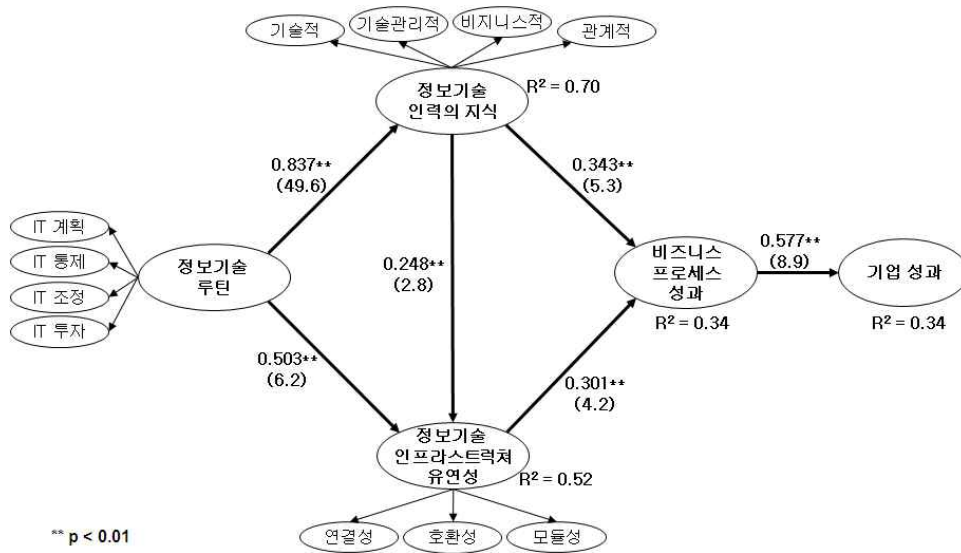 기술적
기술관리적
비지니스적
관계적
정보기술
인력의 지식
R² = 0.70
0.837**
(49.6)
0.343**
(5.3)
IT 계획
IT 통제
IT 조정
IT 투자
정보기술
루틴
0.248**
(2.8)
비즈니스
프로세스
성과
R² = 0.34
0.577**
(8.9)
기업 성과
R² = 0.34
0.503**
(6.2)
0.301**
(4.2)
정보기술
인프라스트럭쳐
유연성
R² = 0.52
연결성
호환성
모듈성
** p < 0.01